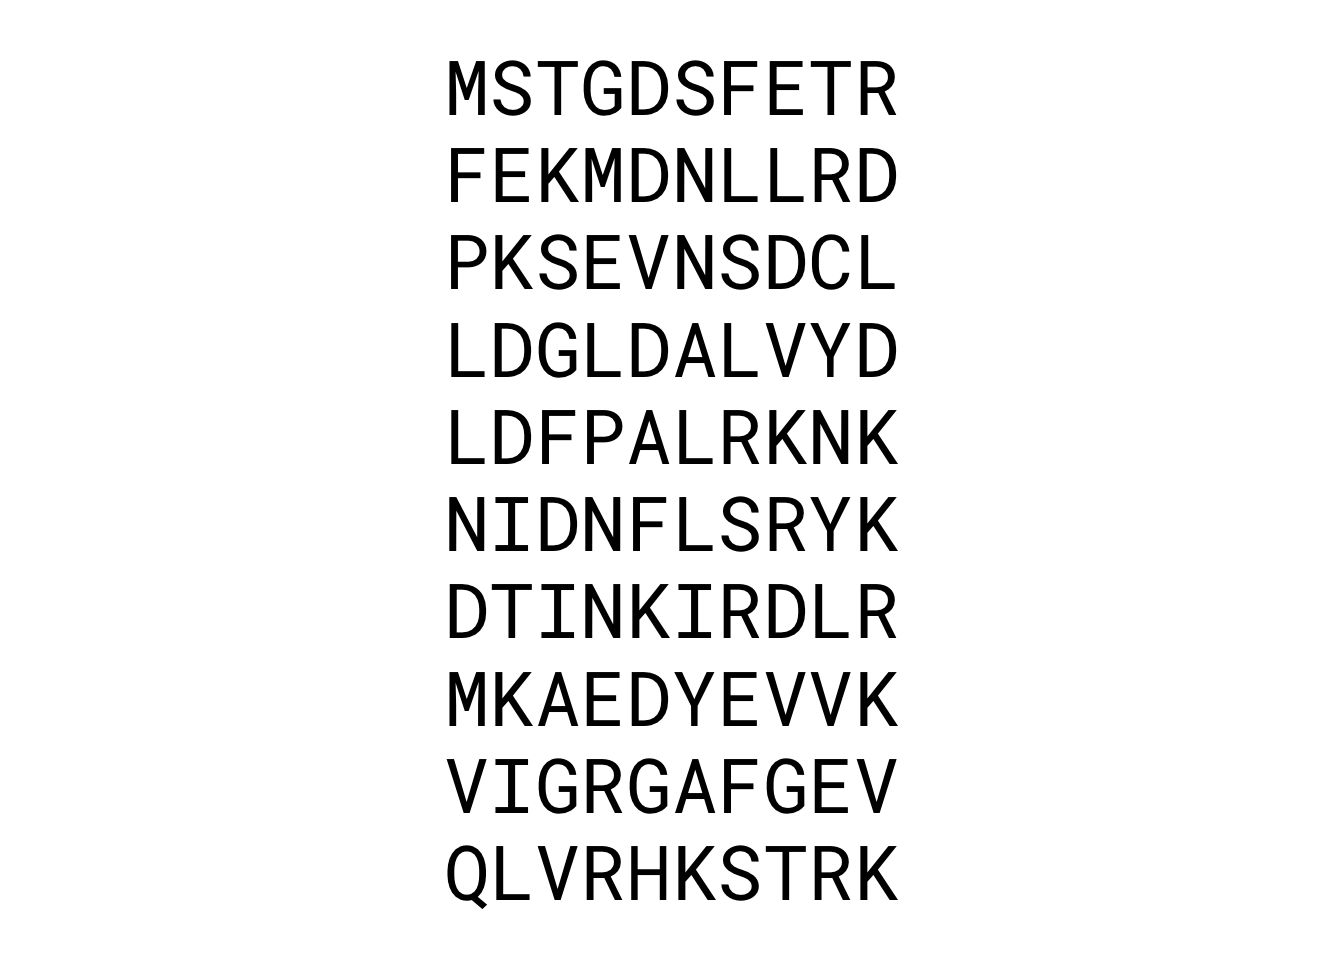 MSTGDSFETR
FEKMDNLLRD
PKSEVNSDCL
LDGLDALVYD
LDFPALRKNK
NIDNFLSRYK
DTINKIRDLR
MKAEDYEVVK
VIGRGAFGEV
QLVRHKSTRK